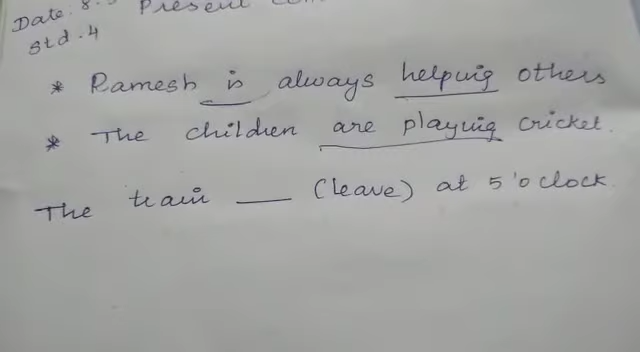 Date: 8. Present
Std. 4
* Ramesh is always helping others
* The children are playing cricket.
The train ___ (leave) at 5'o clock.